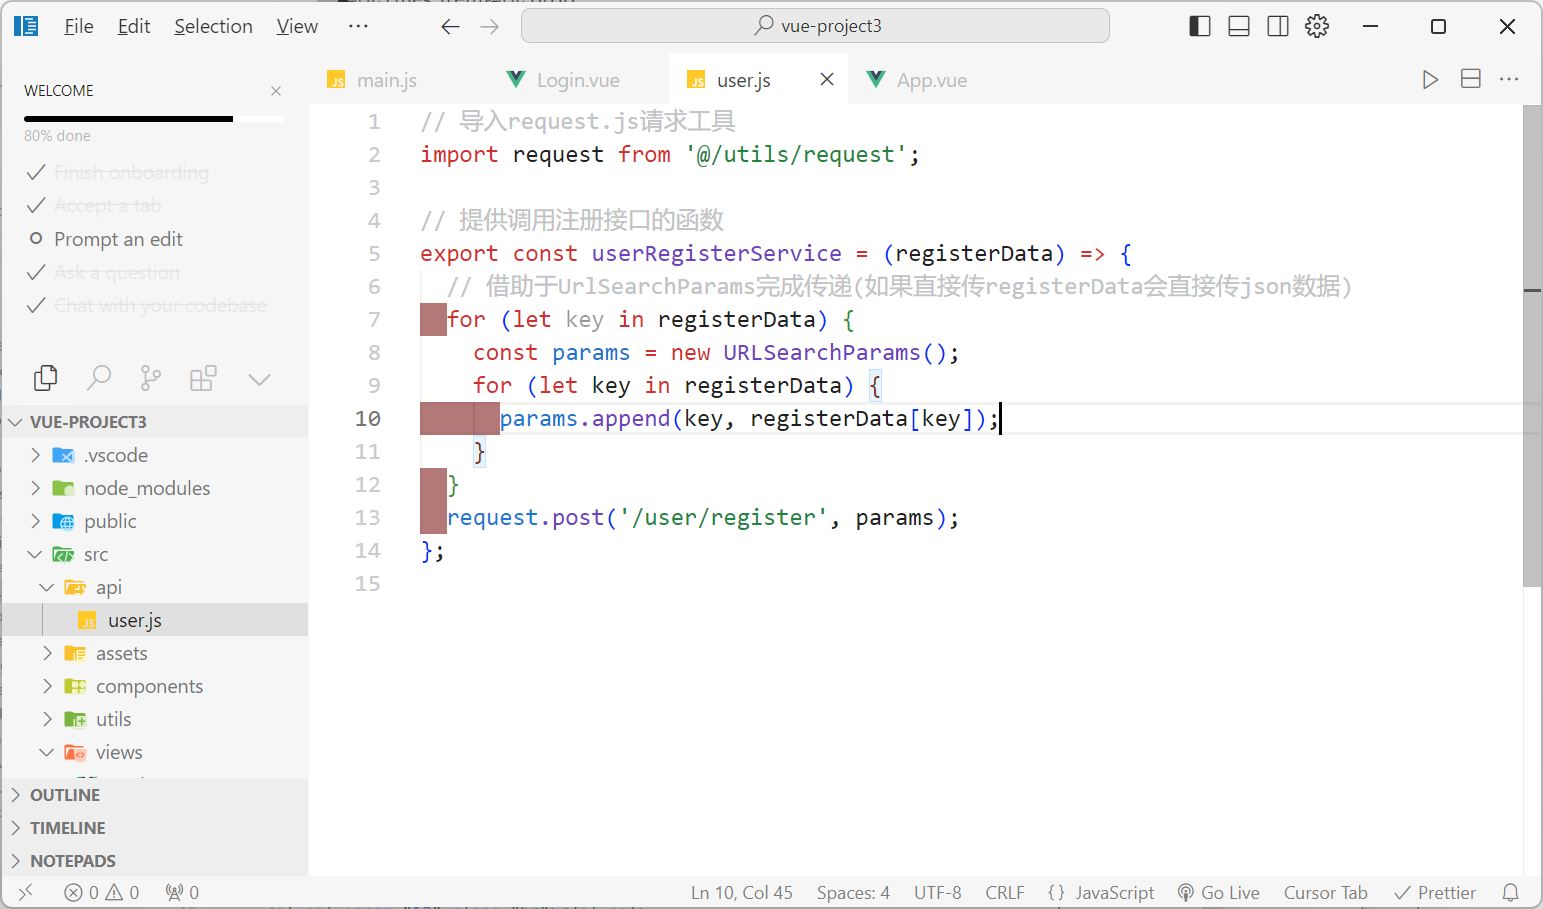 File Edit Selection View ··· vue-project3
WELCOME
80% done
Finish onboarding
Accept a tab
Prompt an edit
Ask a question
Chat with your codebase
VUE-PROJECT3
.vscode
node_modules
public
src
api
user.js
assets
components
utils
views
OUTLINE
TIMELINE
NOTEPADS
main.js Login.vue user.js App.vue
1 // 导入request.js请求工具
2 import request from '@/utils/request';
3
4 // 提供调用注册接口的函数
5 export const userRegisterService = (registerData) => {
6 // 借助于UrlSearchParams完成传递(如果直接传registerData会直接传json数据)
7 for (let key in registerData) {
8 const params = new URLSearchParams();
9 for (let key in registerData) {
10 params.append(key, registerData[key]);
11 }
12 }
13 request.post('/user/register', params);
14 };
15
0 0 0 Ln 10, Col 45 Spaces: 4 UTF-8 CRLF {} JavaScript Go Live Cursor Tab Prettier